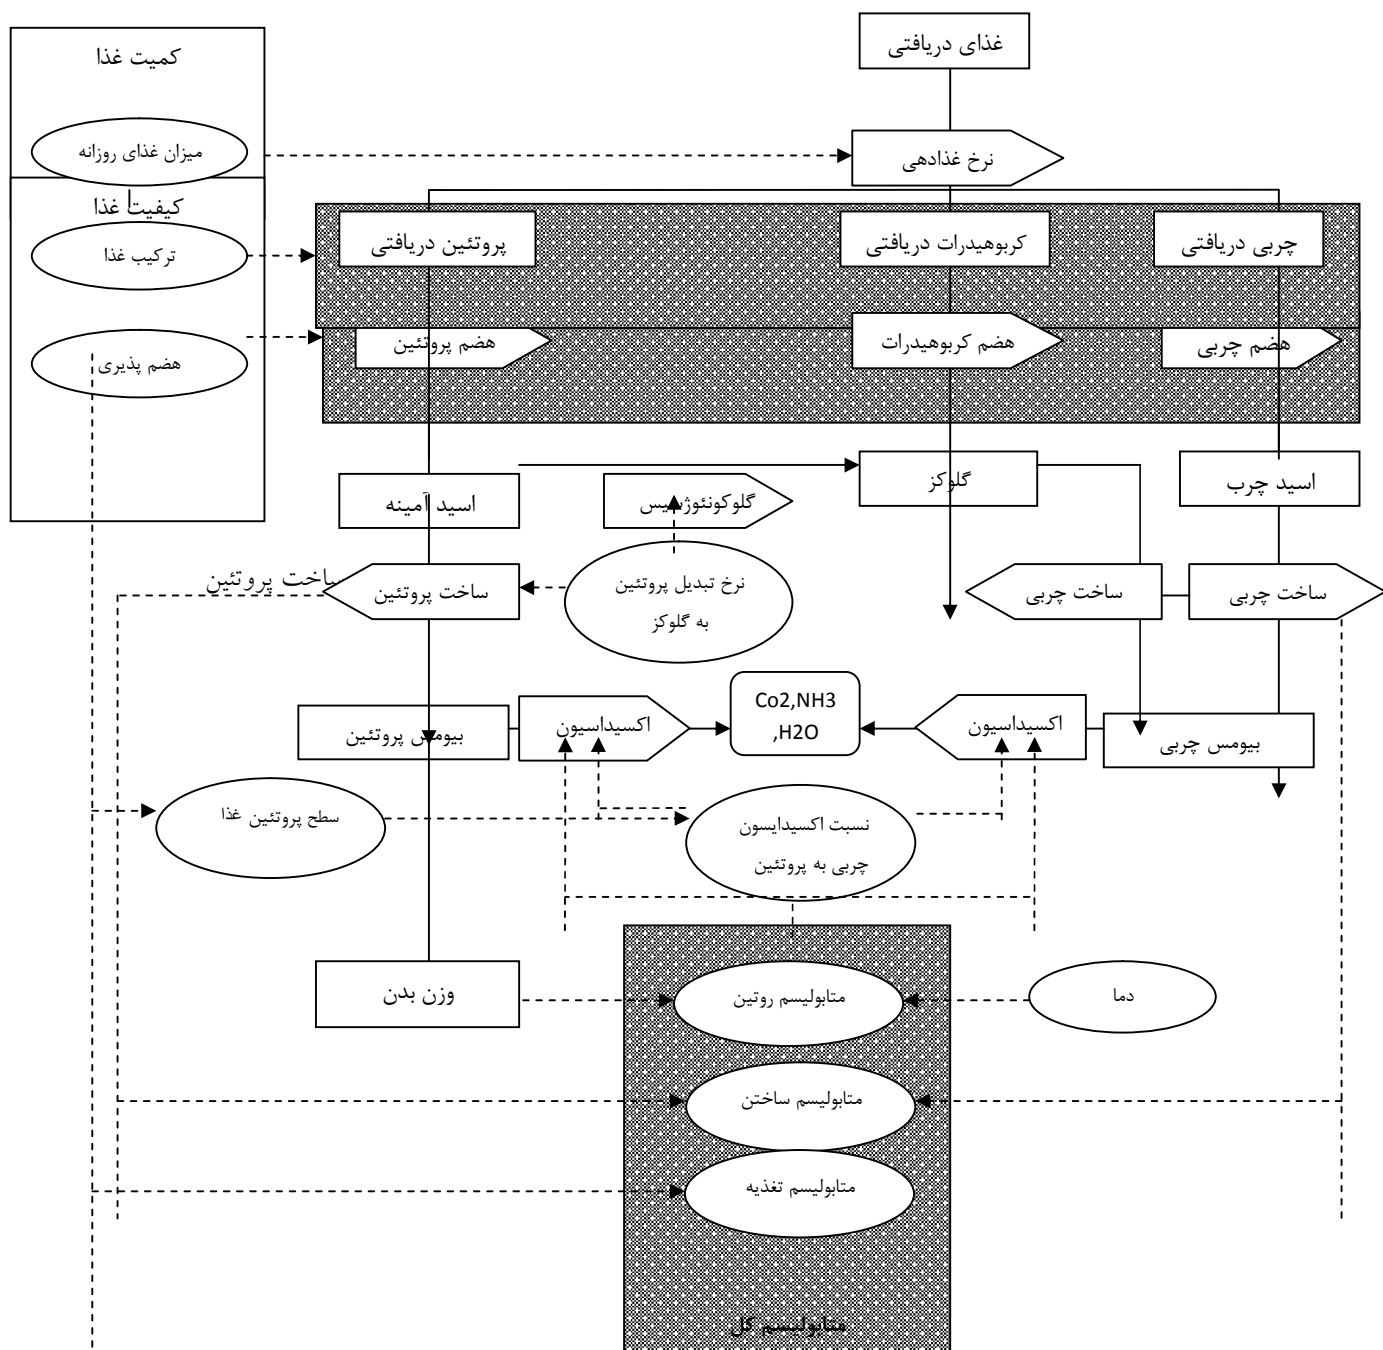 غذای دریافتی
کمیت غذا
میزان غذای روزانه
نرخ غذادهی
کیفیت غذا
ترکیب غذا
چربی دریافتی
کربوهیدرات دریافتی
پروتئین دریافتی
هضم پذیری
هضم چربی
هضم کربوهیدرات
هضم پروتئین
اسید چرب
گلوکز
گلوکونئوژنیس
اسید آمینه
ساخت چربی
ساخت چربی
نرخ تبدیل پروتئین
به گلوکز
ساخت پروتئین
ساخت پروتئین
بیومس چربی
اکسیداسیون
Co2,NH3
,H2O
اکسیداسیون
بیومس پروتئین
سطح پروتئین غذا
نسبت اکسیدایسون
چربی به پروتئین
دما
متابولیسم روتین
وزن بدن
متابولیسم ساختن
متابولیسم تغذیه
متابولیسم کل